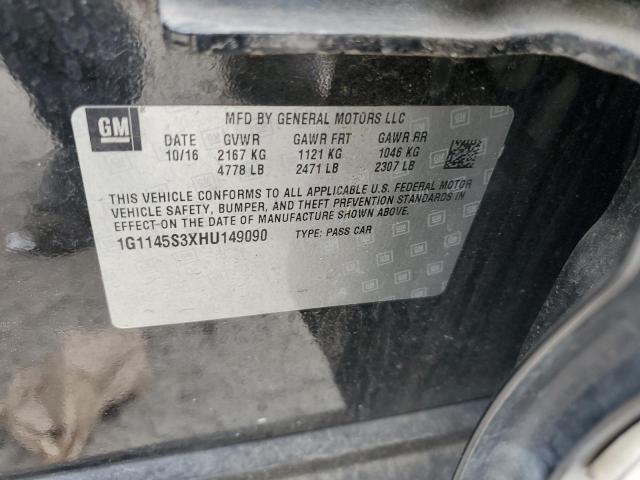 GM
MFD BY GENERAL MOTORS LLC
DATE GVWR GAWR FRT GAWR RR
10/16 2167 KG 1121 KG 1046 KG
4778 LB 2471 LB 2307 LB
THIS VEHICLE CONFORMS TO ALL APPLICABLE U.S. FEDERAL MOTOR
VEHICLE SAFETY, BUMPER, AND THEFT PREVENTION STANDARDS IN
EFFECT ON THE DATE OF MANUFACTURE SHOWN ABOVE.
1G1145S3XHU149090 TYPE: PASS CAR